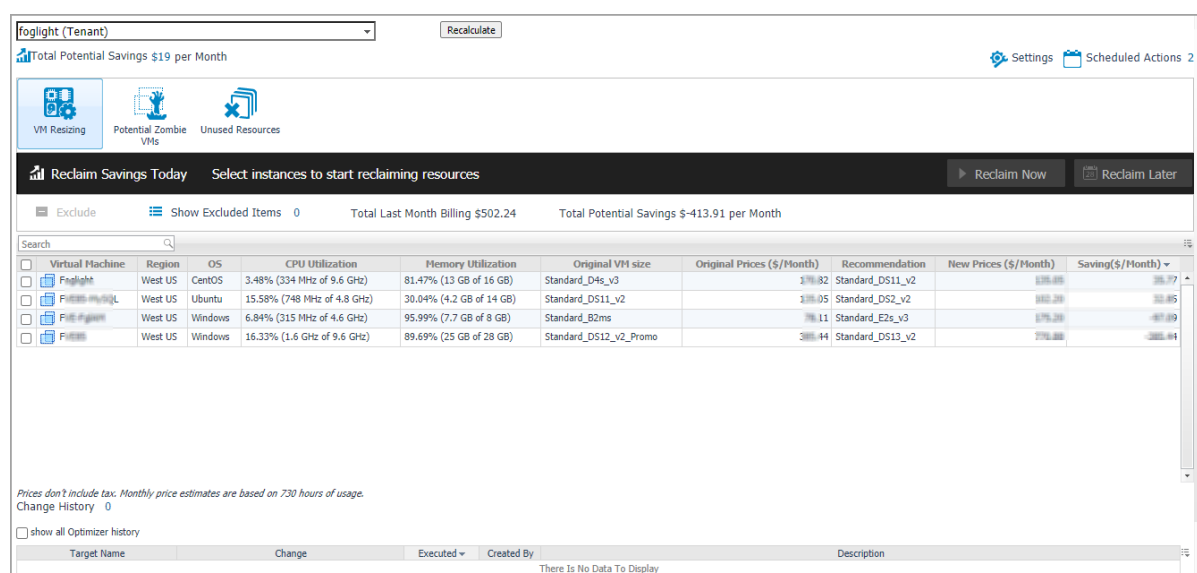 foglight (Tenant) Recalculate
Total Potential Savings $19 per Month Settings Scheduled Actions 2
VM Resizing Potential Zombie VMs Unused Resources
Reclaim Savings Today Select instances to start reclaiming resources Reclaim Now Reclaim Later
Exclude Show Excluded Items 0 Total Last Month Billing $502.24 Total Potential Savings $-413.91 per Month
Search
Virtual Machine Region OS CPU Utilization Memory Utilization Original VM size Original Prices ($/Month) Recommendation New Prices ($/Month) Saving($/Month)
West US CentOS 3.48% (334 MHz of 9.6 GHz) 81.47% (13 GB of 16 GB) Standard_D4s_v3 Standard_DS11_v2
West US Ubuntu 15.58% (748 MHz of 4.8 GHz) 30.04% (4.2 GB of 14 GB) Standard_DS11_v2 Standard_DS2_v2
West US Windows 6.84% (315 MHz of 4.6 GHz) 95.99% (7.7 GB of 8 GB) Standard_B2ms Standard_E2s_v3
West US Windows 16.33% (1.6 GHz of 9.6 GHz) 89.69% (25 GB of 28 GB) Standard_DS12_v2_Promo Standard_DS13_v2
Prices don't include tax. Monthly price estimates are based on 730 hours of usage.
Change History 0
show all Optimizer history
Target Name Change Executed Created By Description
There Is No Data To Display